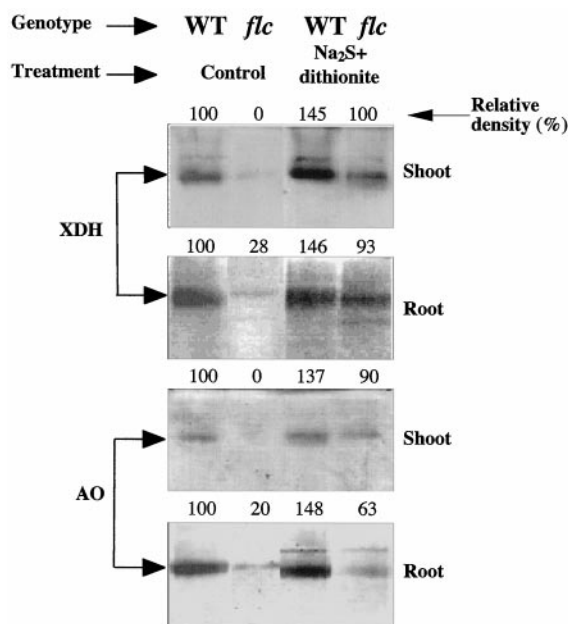 Genotype WT flc WT flc
Treatment Control Na₂S+ dithionite
100 0 145 100 Relative density (%)
Shoot
XDH
100 28 146 93
Root
100 0 137 90
Shoot
AO
100 20 148 63
Root